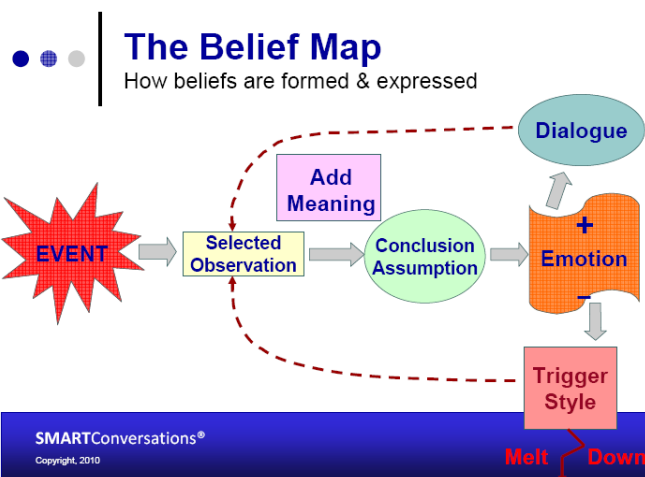 The Belief Map
How beliefs are formed & expressed
Dialogue
Add
Meaning
EVENT
Selected
Observation
Conclusion
Assumption
+
Emotion
–
Trigger
Style
SMARTConversations®
Copyright, 2010
Melt Down